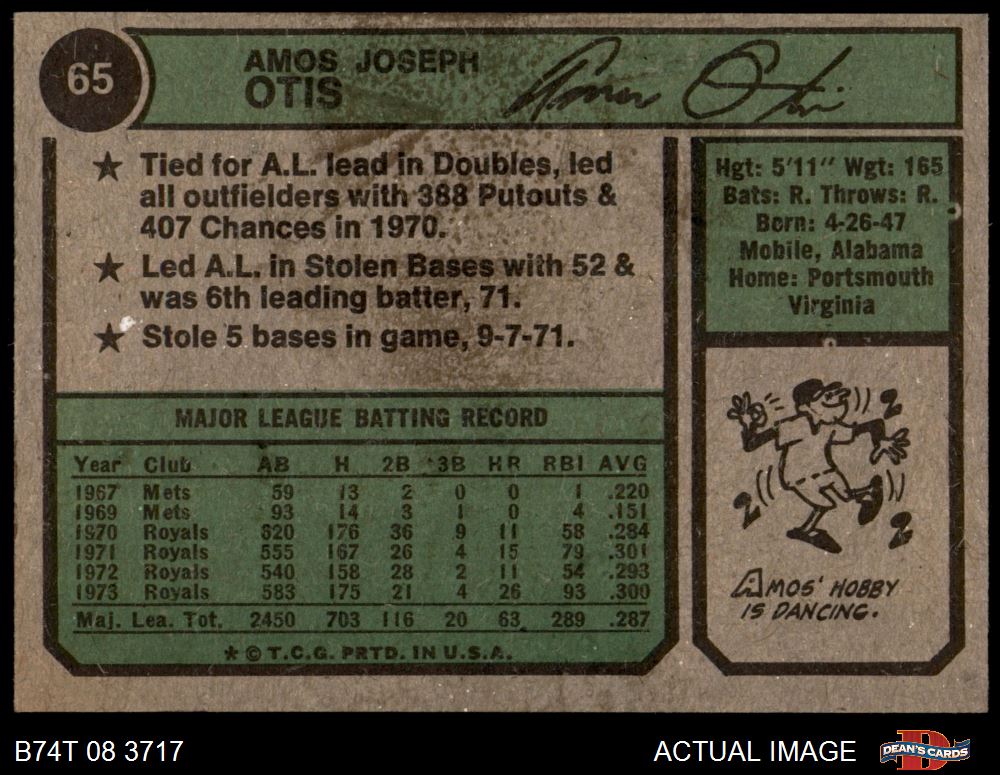 65
AMOS JOSEPH
OTIS
Amos Otis
★ Tied for A.L. lead in Doubles, led
all outfielders with 388 Putouts &
407 Chances in 1970.
★ Led A.L. in Stolen Bases with 52 &
was 6th leading batter, 71.
★ Stole 5 bases in game, 9-7-71.
Hgt: 5'11" Wgt: 165
Bats: R. Throws: R.
Born: 4-26-47
Mobile, Alabama
Home: Portsmouth
Virginia
MAJOR LEAGUE BATTING RECORD
Year Club AB H 2B 3B HR RBI AVG
1967 Mets 59 13 2 0 0 1 .220
1969 Mets 93 14 3 1 0 4 .151
1970 Royals 620 176 36 9 11 58 .284
1971 Royals 555 167 26 4 15 79 .301
1972 Royals 540 158 28 2 11 54 .293
1973 Royals 583 175 21 4 26 93 .300
Maj. Lea. Tot. 2450 703 116 20 63 289 .287
★ © T.C.G. PRTD. IN U.S.A.
AMOS' HOBBY
IS DANCING.
B74T 08 3717
ACTUAL IMAGE
D
DEAN'S CARDS